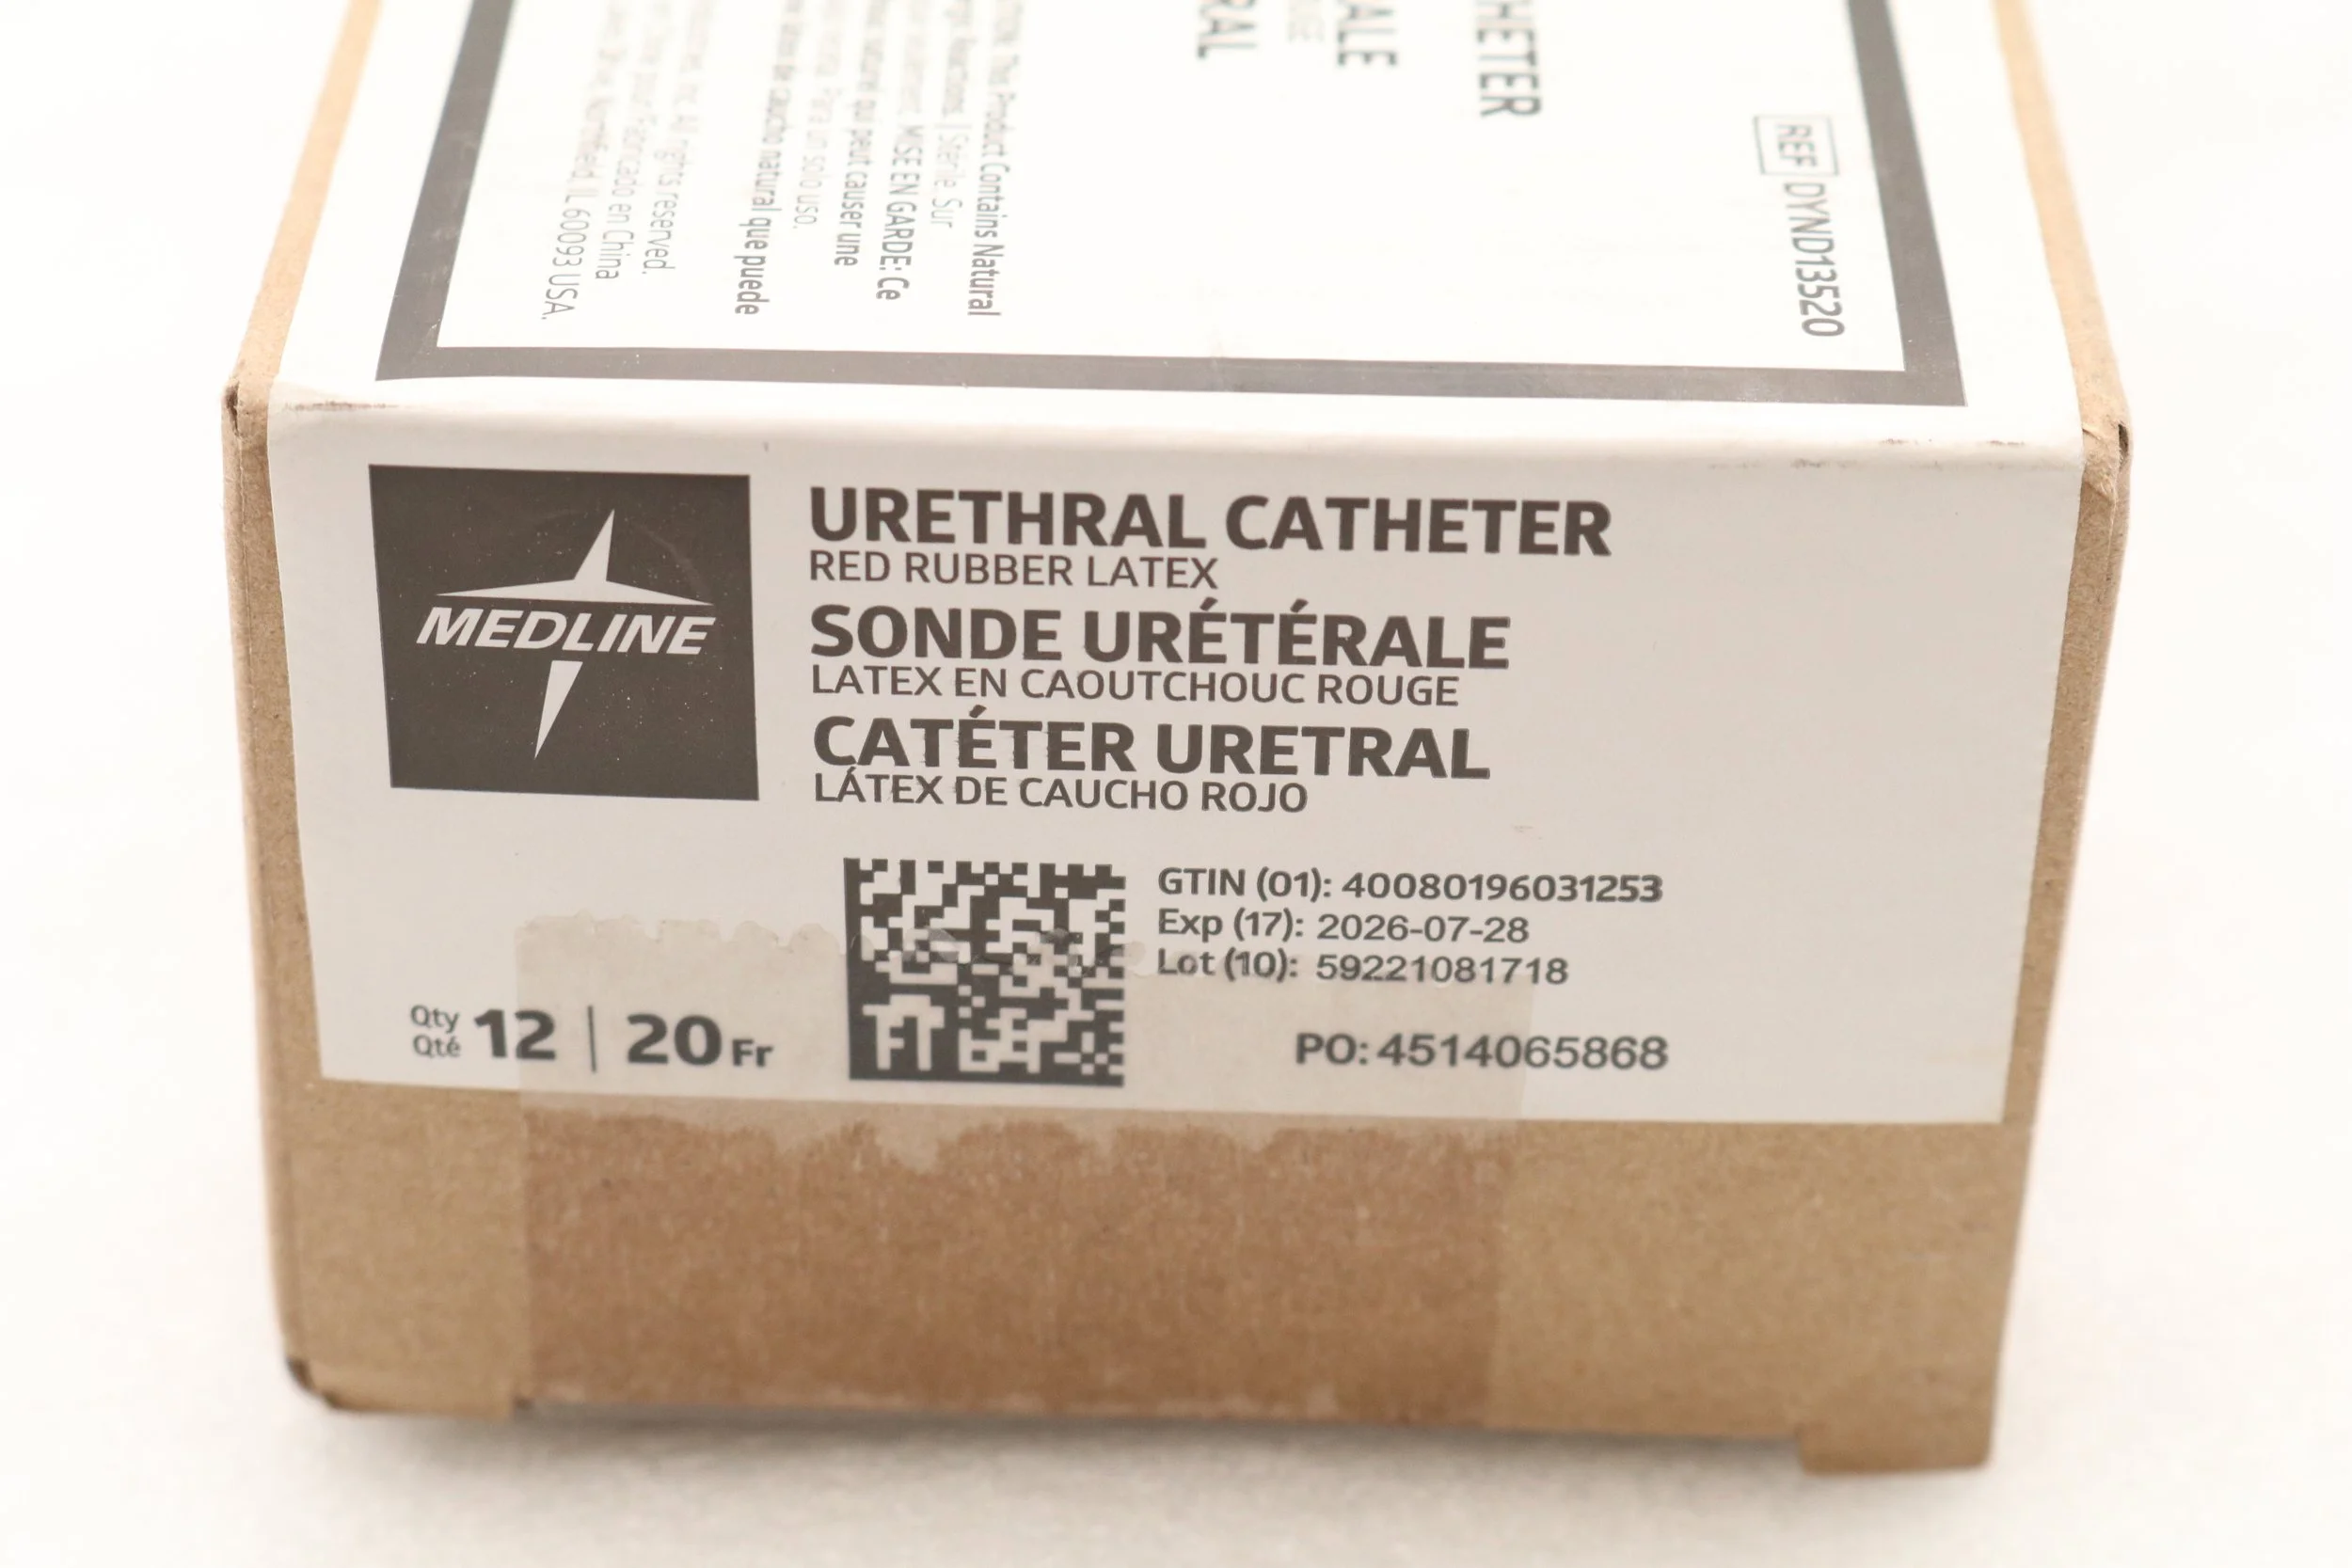 HETER
ALE
RAL
REF DYND13520
This Product Contains Natural
Sterile. Sur
MISE EN GARDE: Ce
naturel qui peut causer une
Para un solo uso.
de caucho natural que puede
All rights reserved.
en China
Northfield, IL 60093 USA.
MEDLINE
URETHRAL CATHETER
RED RUBBER LATEX
SONDE URÉTÉRALE
LATEX EN CAOUTCHOUC ROUGE
CATÉTER URETRAL
LÁTEX DE CAUCHO ROJO
GTIN (01): 40080196031253
Exp (17): 2026-07-28
Lot (10): 59221081718
Qty
Qté
12 | 20 Fr
PO: 4514065868